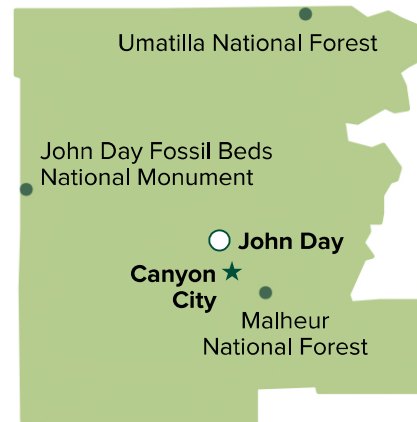 Umatilla National Forest
John Day Fossil Beds
National Monument
John Day
Canyon
City
Malheur
National Forest